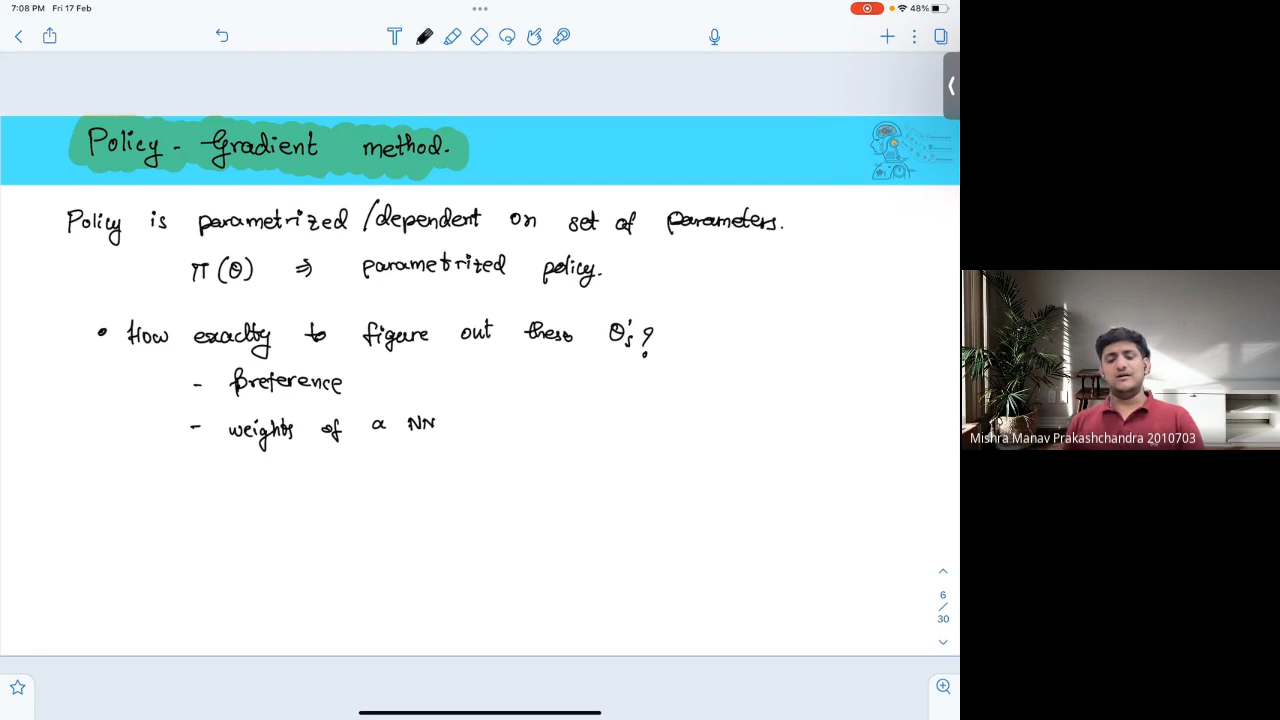 7:08 PM Fri 17 Feb
48%
Policy - Gradient method.
Policy is parametrized /dependent on set of parameters.
π(θ) ⇒ parametrized policy.
• How exactly to figure out these θ's?
- Preference
- weights of a NN
Mishra Manav Prakashchandra 2010703
6
/
30